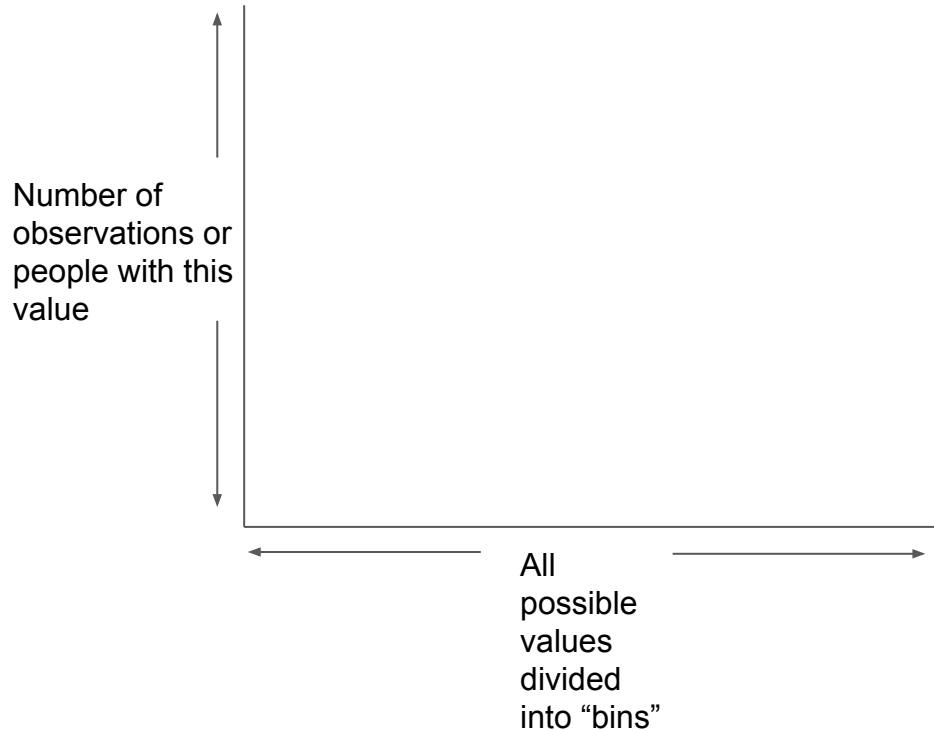 Number of
observations or
people with this
value
All
possible
values
divided
into “bins”